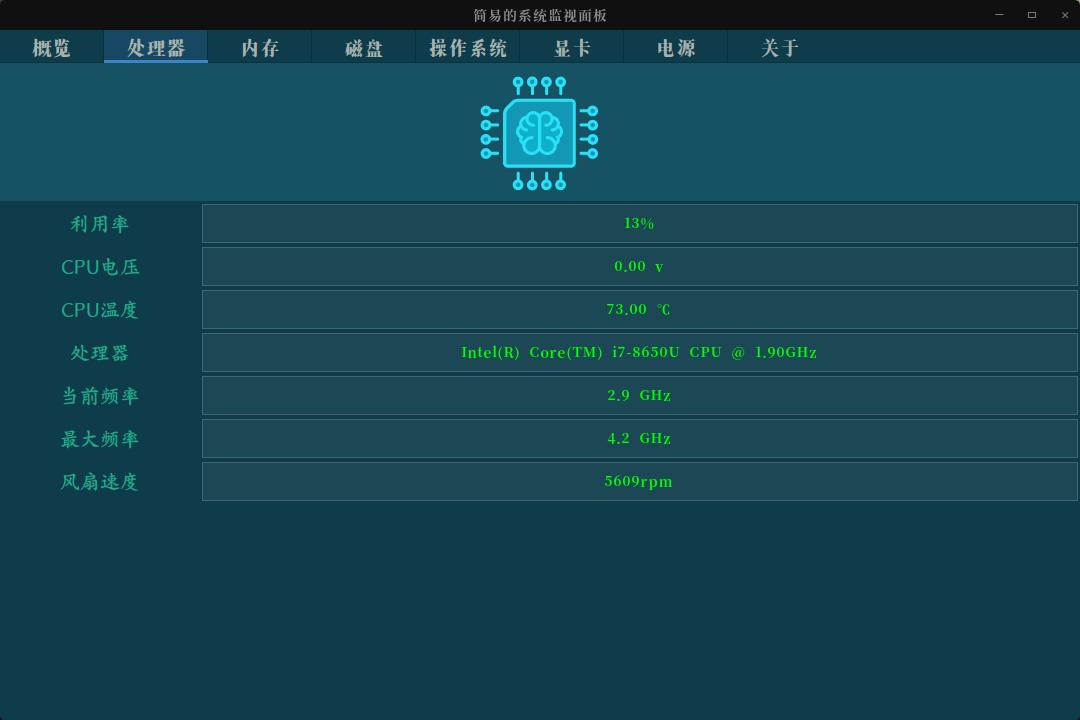 简易的系统监视面板
概览 处理器 内存 磁盘 操作系统 显卡 电源 关于
利用率 13%
CPU电压 0.00 v
CPU温度 73.00 ℃
处理器 Intel(R) Core(TM) i7-8650U CPU @ 1.90GHz
当前频率 2.9 GHz
最大频率 4.2 GHz
风扇速度 5609rpm